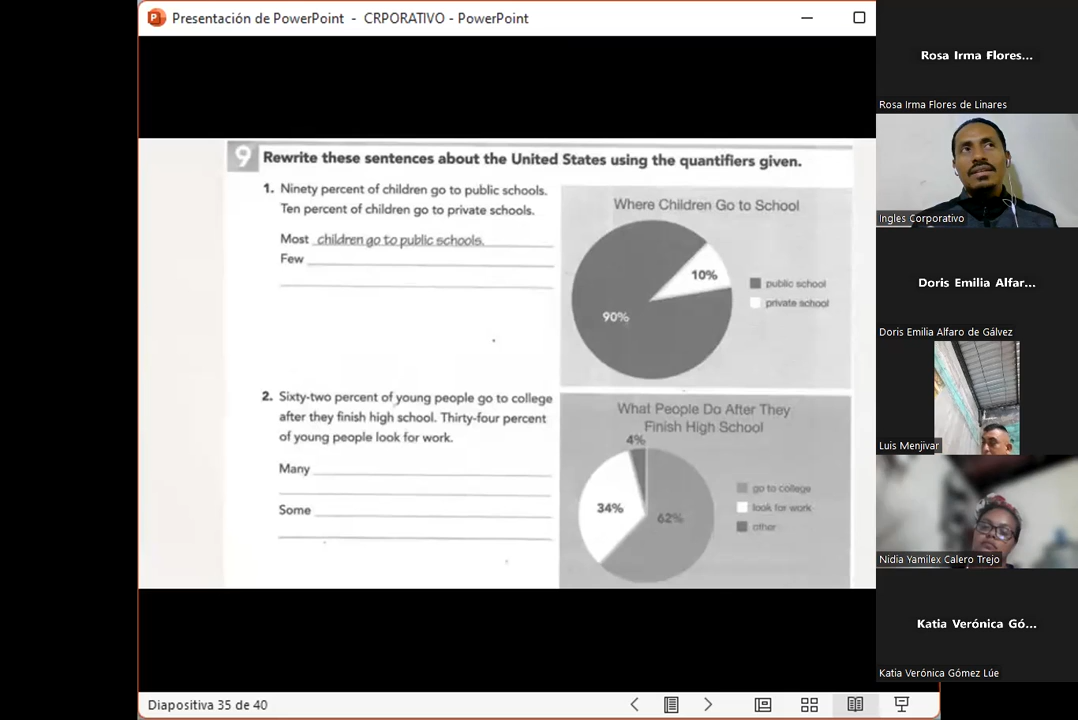 Presentación de PowerPoint - CRPORATIVO - PowerPoint
9 Rewrite these sentences about the United States using the quantifiers given.
1. Ninety percent of children go to public schools.
Ten percent of children go to private schools.
Most children go to public schools.
Few
Where Children Go to School
10%
90%
public school
private school
2. Sixty-two percent of young people go to college
after they finish high school. Thirty-four percent
of young people look for work.
Many
Some
What People Do After They
Finish High School
4%
34%
62%
go to college
look for work
other
Diapositiva 35 de 40
Rosa Irma Flores...
Rosa Irma Flores de Linares
Ingles Corporativo
Doris Emilia Alfar...
Doris Emilia Alfaro de Gálvez
Luis Menjivar
Nidia Yamilex Calero Trejo
Katia Verónica Gó...
Katia Verónica Gómez Lúe